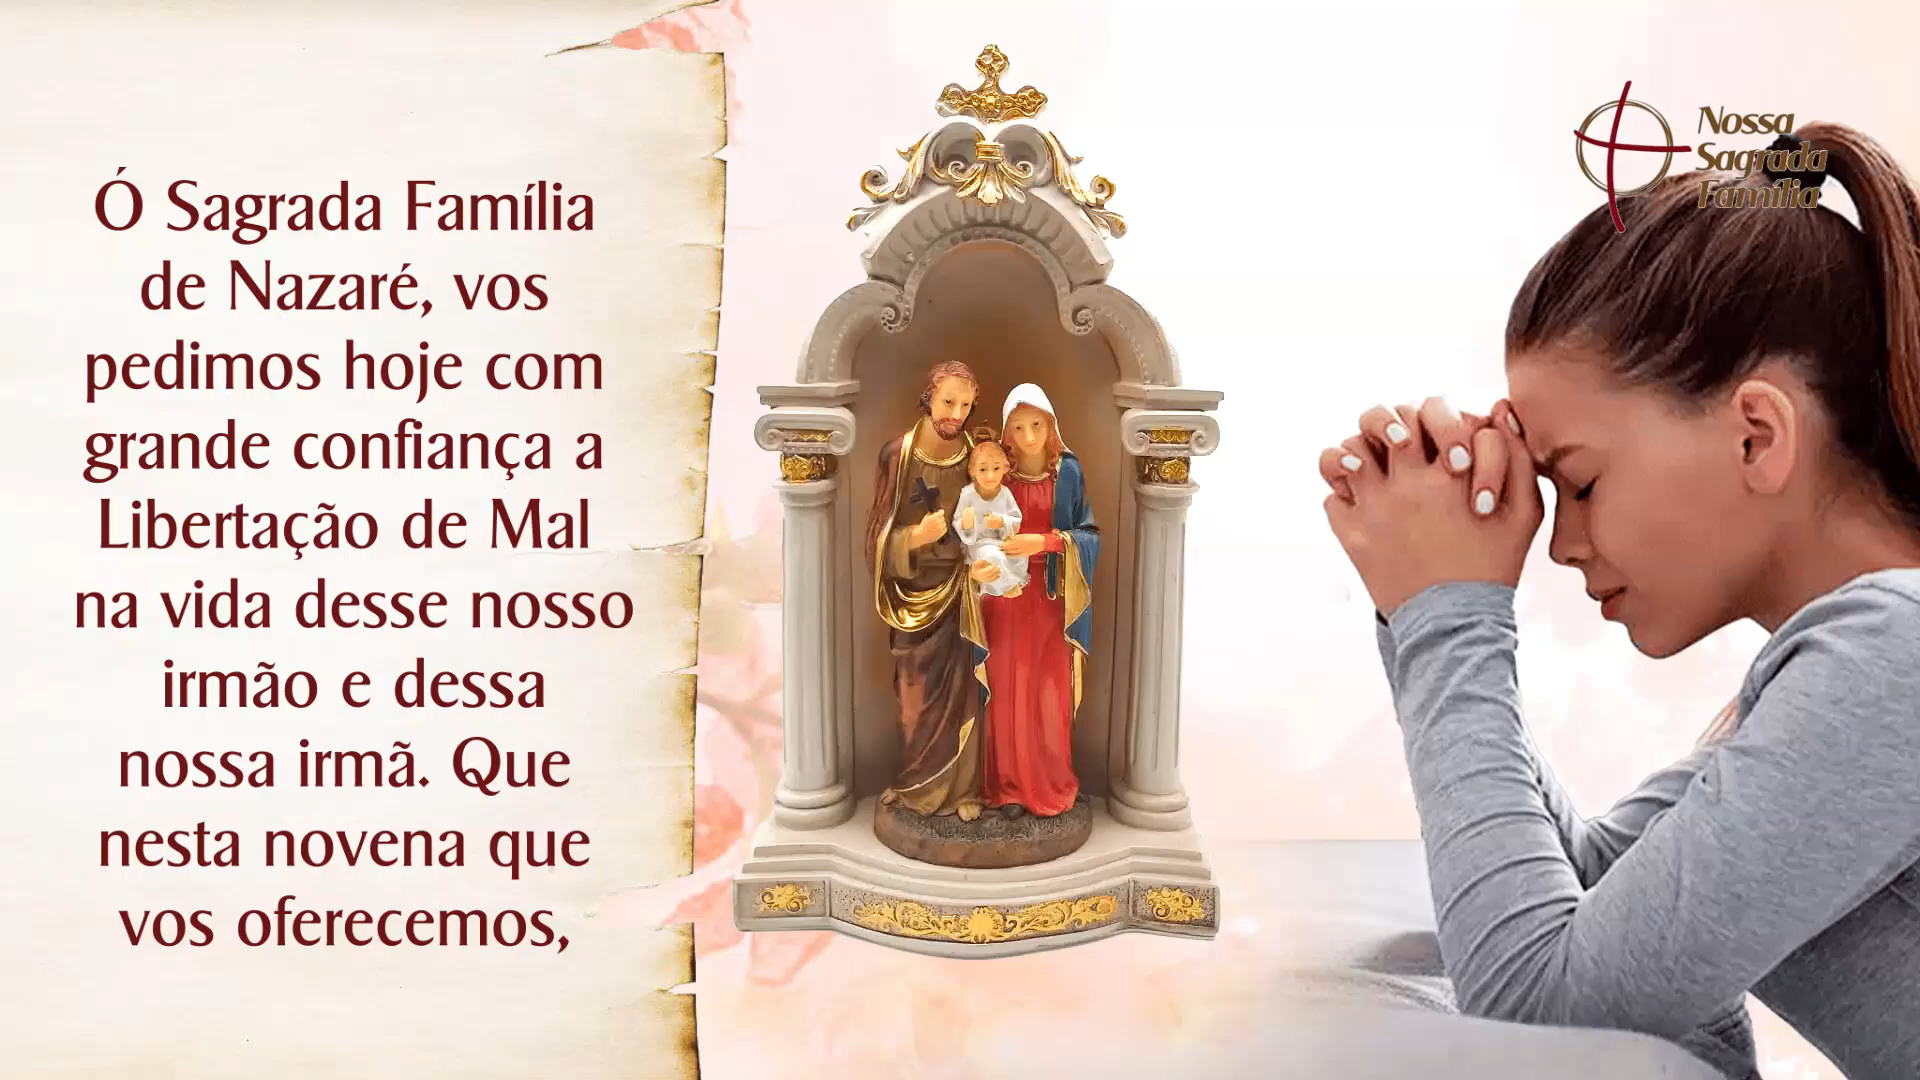 Ó Sagrada Família
de Nazaré, vos
pedimos hoje com
grande confiança a
Libertação de Mal
na vida desse nosso
irmão e dessa
nossa irmã. Que
nesta novena que
vos oferecemos,
Nossa
Sagrada
Família